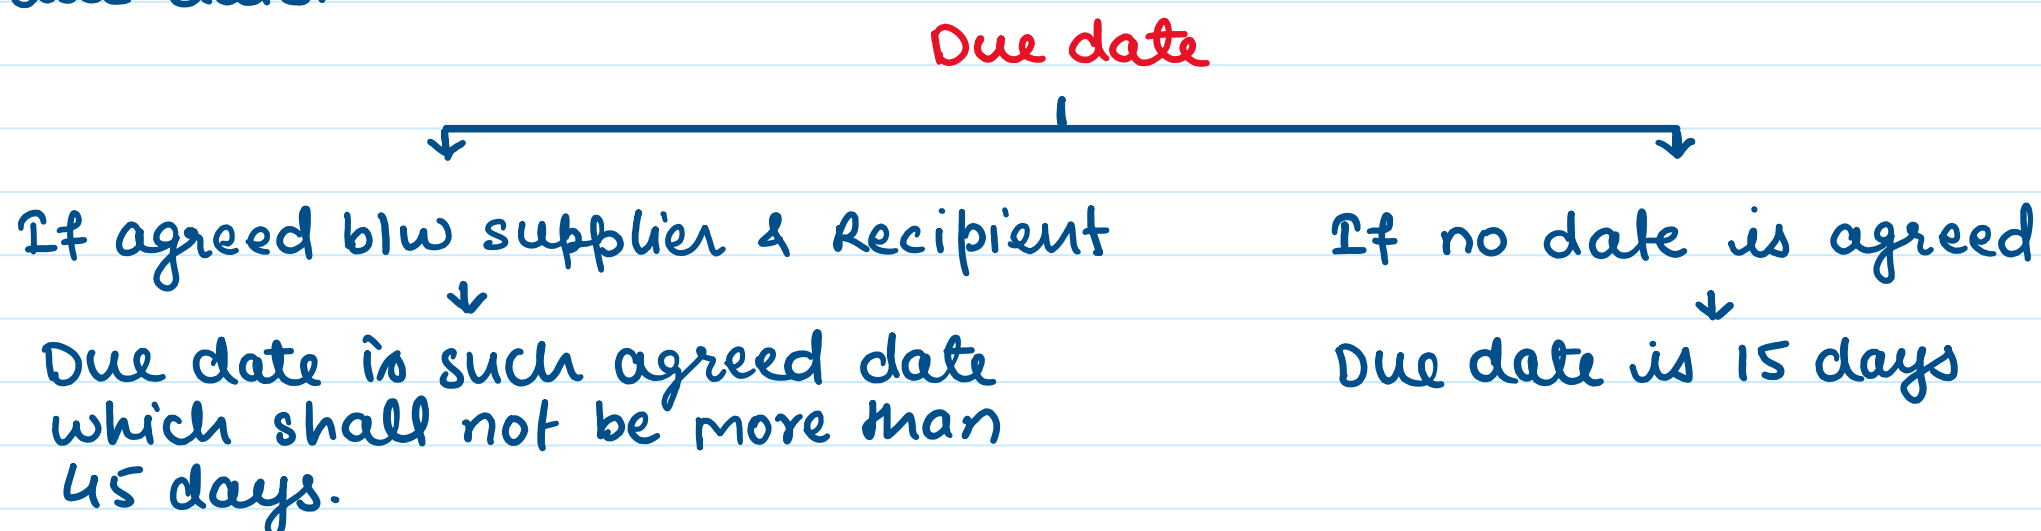 Due date
If agreed b/w supplier & Recipient
If no date is agreed
Due date is such agreed date
which shall not be more than
45 days.
Due date is 15 days